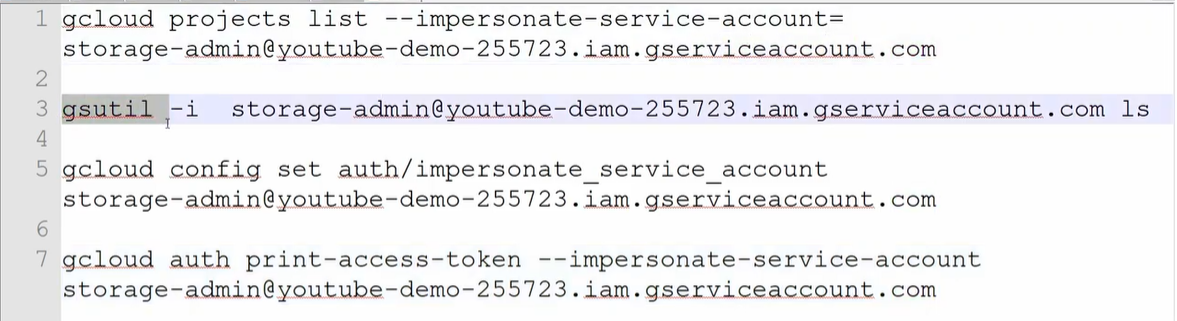 1 gcloud projects list --impersonate-service-account=
storage-admin@youtube-demo-255723.iam.gserviceaccount.com
2
3 gsutil -i  storage-admin@youtube-demo-255723.iam.gserviceaccount.com ls
4
5 gcloud config set auth/impersonate_service_account
storage-admin@youtube-demo-255723.iam.gserviceaccount.com
6
7 gcloud auth print-access-token --impersonate-service-account
storage-admin@youtube-demo-255723.iam.gserviceaccount.com